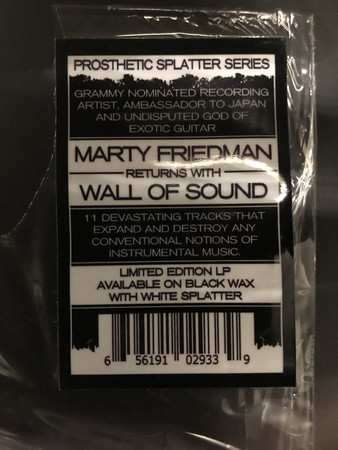 PROSTHETIC SPLATTER SERIES
GRAMMY NOMINATED RECORDING
ARTIST, AMBASSADOR TO JAPAN
AND UNDISPUTED GOD OF
EXOTIC GUITAR
MARTY FRIEDMAN
RETURNS WITH
WALL OF SOUND
11 DEVASTATING TRACKS THAT
EXPAND AND DESTROY ANY
CONVENTIONAL NOTIONS OF
INSTRUMENTAL MUSIC.
LIMITED EDITION LP
AVAILABLE ON BLACK WAX
WITH WHITE SPLATTER
6 56191 02933 9